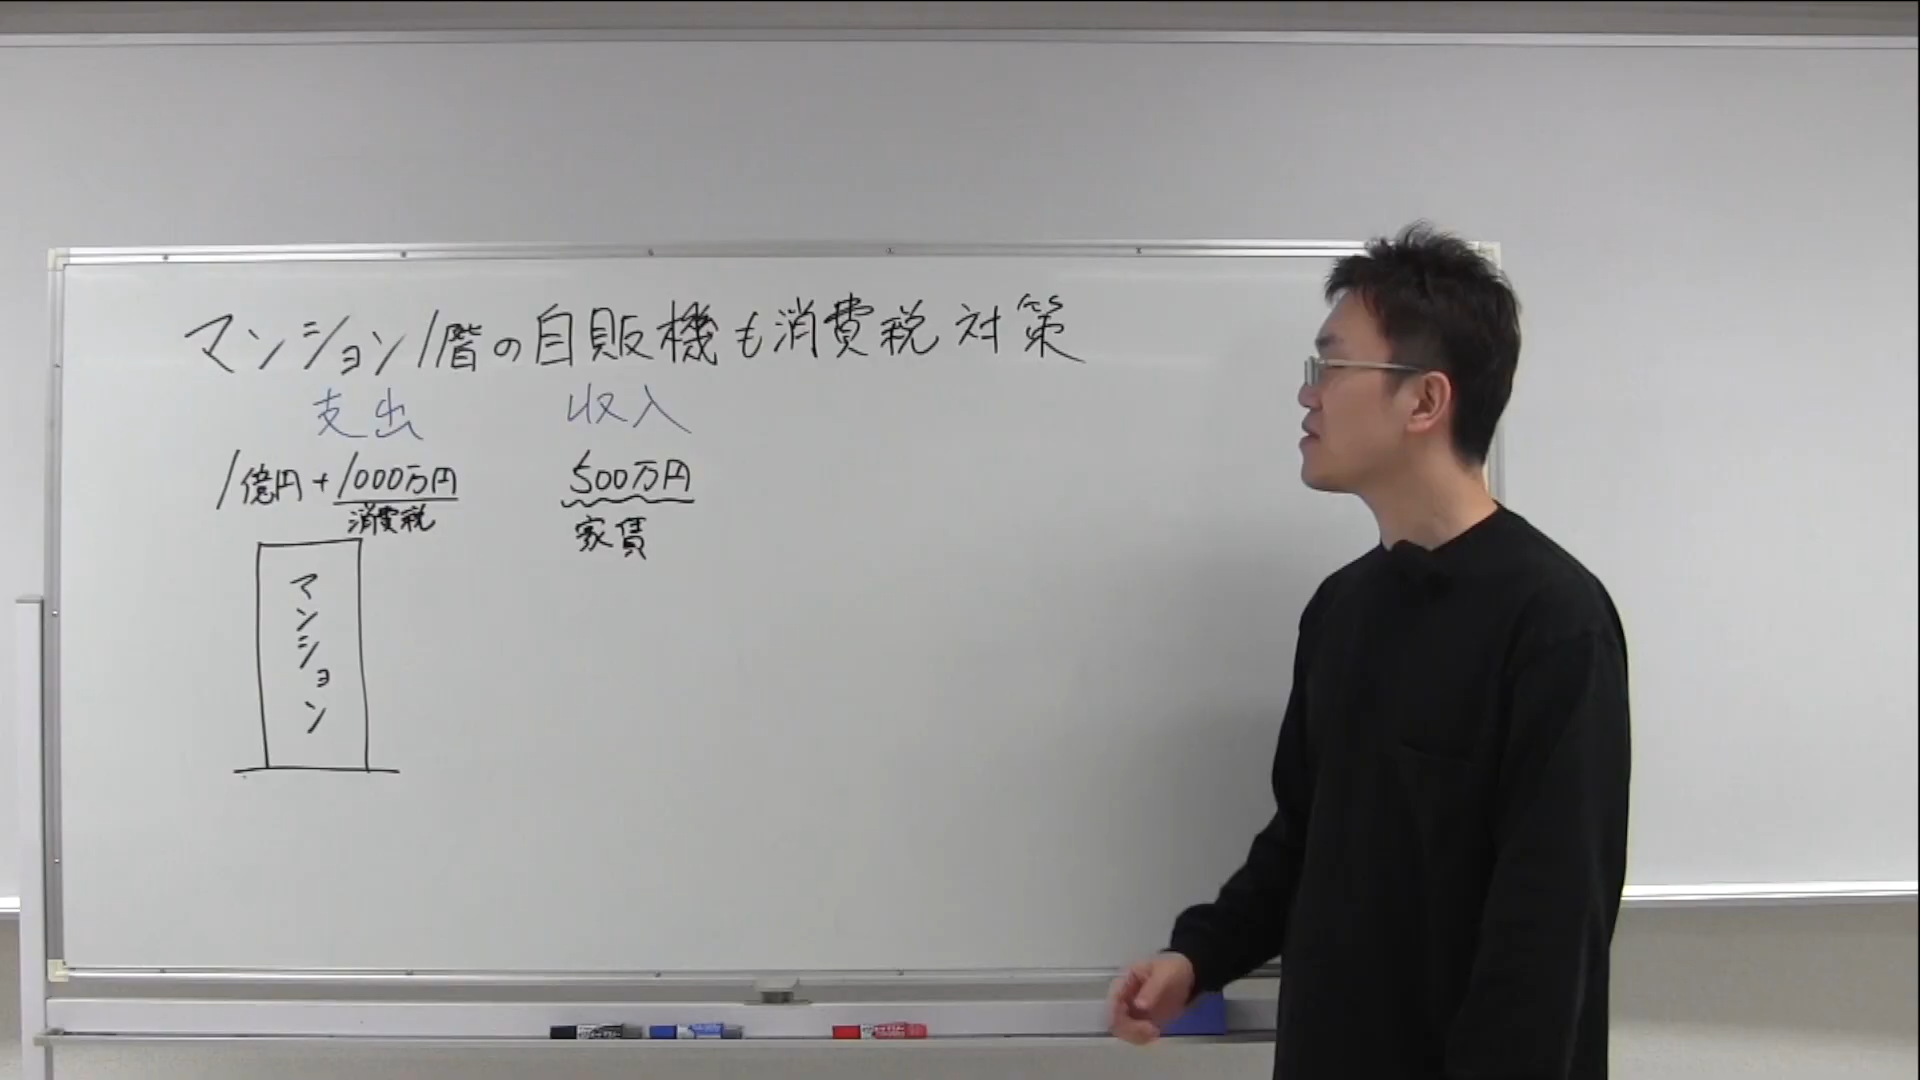 マンション1階の自販機も消費税対策
支出
収入
1億円+1000万円
消費税
500万円
家賃
マンション